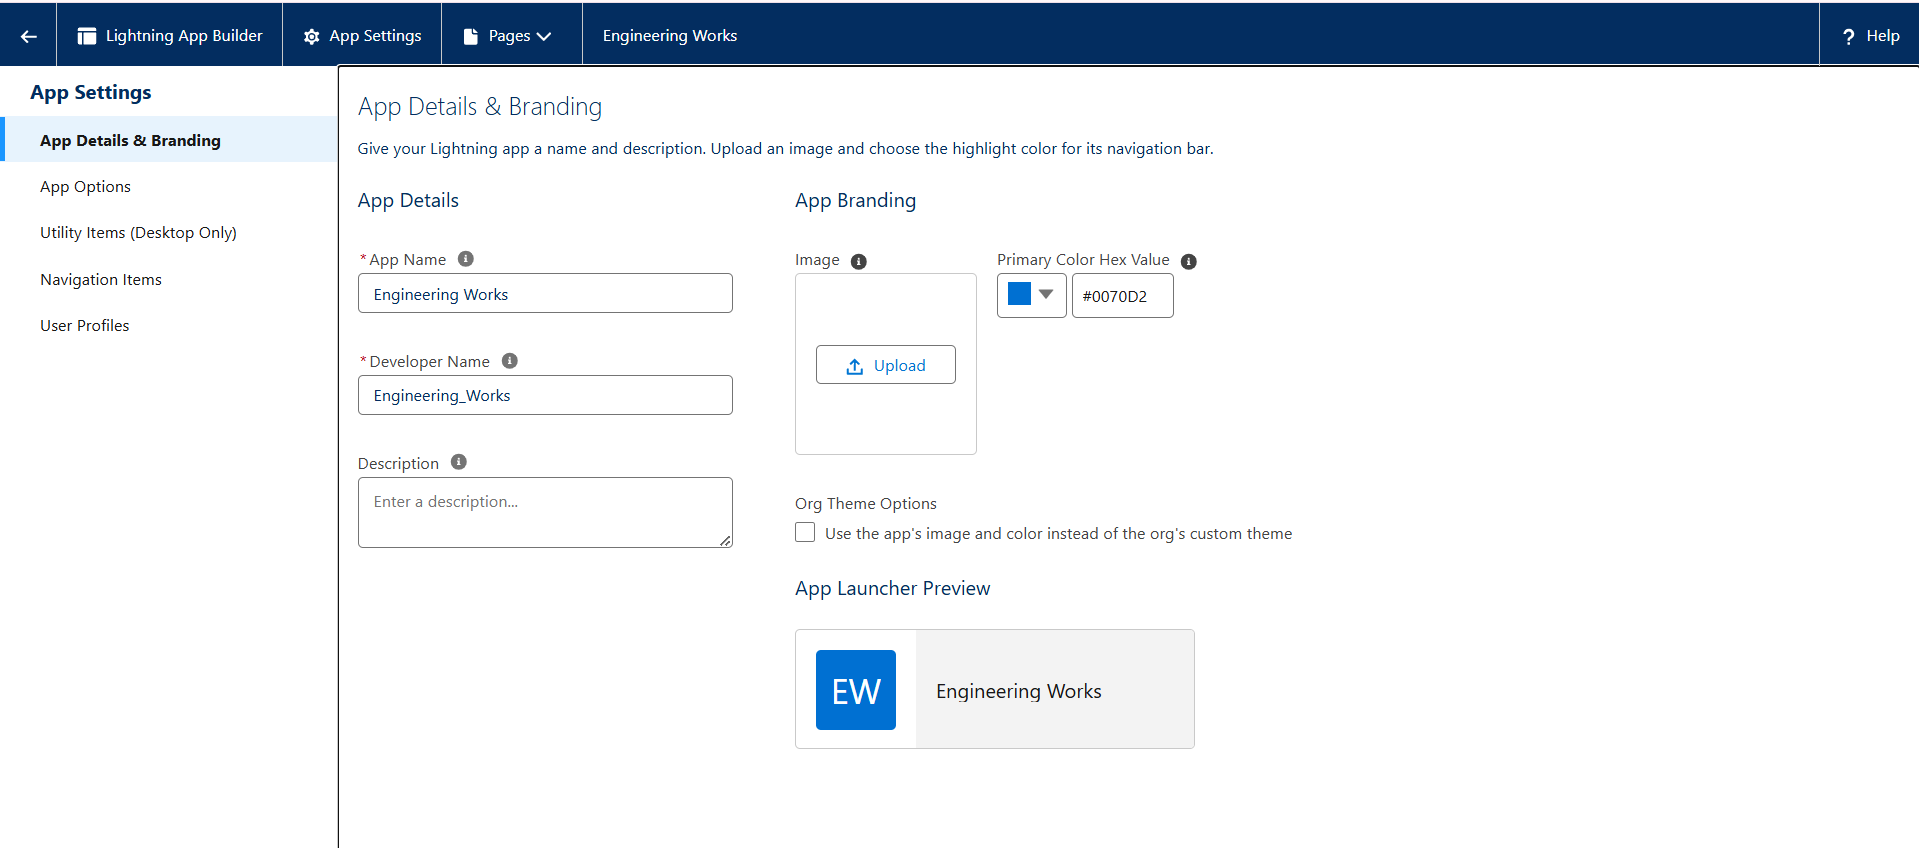 Lightning App Builder
App Settings
Pages
Engineering Works
? Help
App Settings
App Details & Branding
App Options
Utility Items (Desktop Only)
Navigation Items
User Profiles
App Details & Branding
Give your Lightning app a name and description. Upload an image and choose the highlight color for its navigation bar.
App Details
* App Name
Engineering Works
* Developer Name
Engineering_Works
Description
Enter a description...
App Branding
Image
Upload
Primary Color Hex Value
#0070D2
Org Theme Options
Use the app's image and color instead of the org's custom theme
App Launcher Preview
EW
Engineering Works